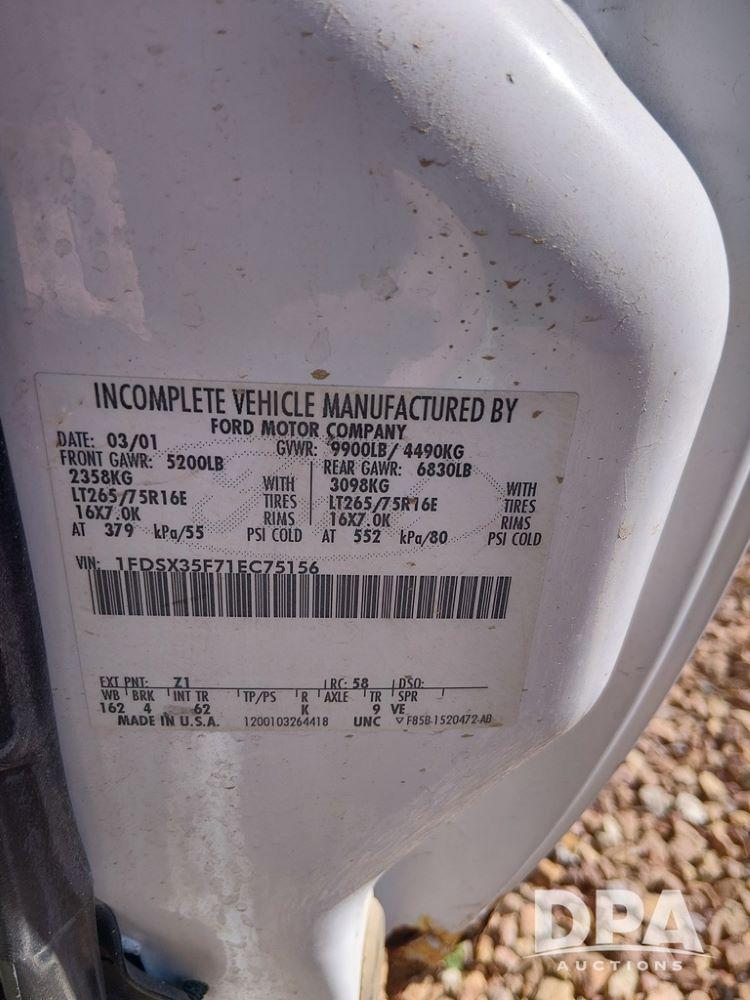 INCOMPLETE VEHICLE MANUFACTURED BY
FORD MOTOR COMPANY
DATE: 03/01 GVWR: 9900LB/ 4490KG
FRONT GAWR: 5200LB REAR GAWR: 6830LB
2358KG WITH 3098KG WITH
LT265/75R16E TIRES LT265/75R16E TIRES
16X7.0K RIMS 16X7.0K RIMS
AT 379 kPa/55 PSI COLD AT 552 kPa/80 PSI COLD
VIN: 1FDSX35F71EC75156
EXT PNT: Z1 RC: 58 DSO:
WB BRK INT TR TP/PS R AXLE TR SPR
162 4 62 K 9 VE
MADE IN U.S.A. 1200103264418 UNC ▽ F85B-1520472-AB
DPA
AUCTIONS